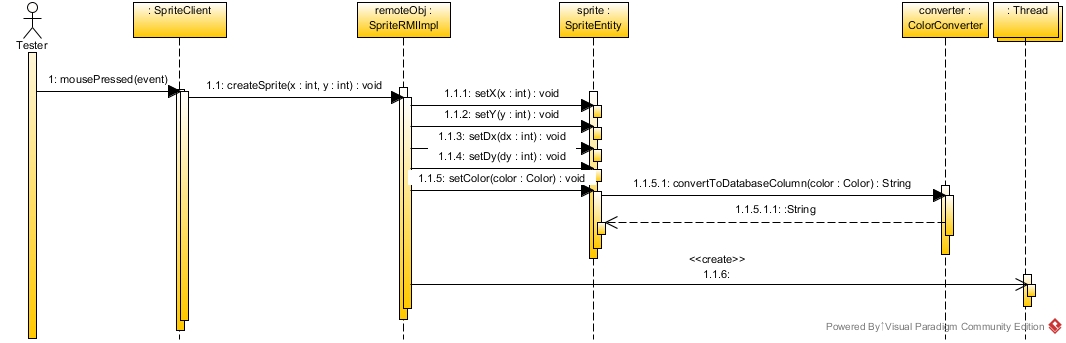 : SpriteClient
remoteObj :
SpriteRMIImpl
sprite :
SpriteEntity
converter :
ColorConverter
: Thread
Tester
1: mousePressed(event)
1.1: createSprite(x : int, y : int) : void
1.1.1: setX(x : int) : void
1.1.2: setY(y : int) : void
1.1.3: setDx(dx : int) : void
1.1.4: setDy(dy : int) : void
1.1.5: setColor(color : Color) : void
1.1.5.1: convertToDatabaseColumn(color : Color) : String
1.1.5.1.1: :String
<<create>>
1.1.6:
Powered By Visual Paradigm Community Edition